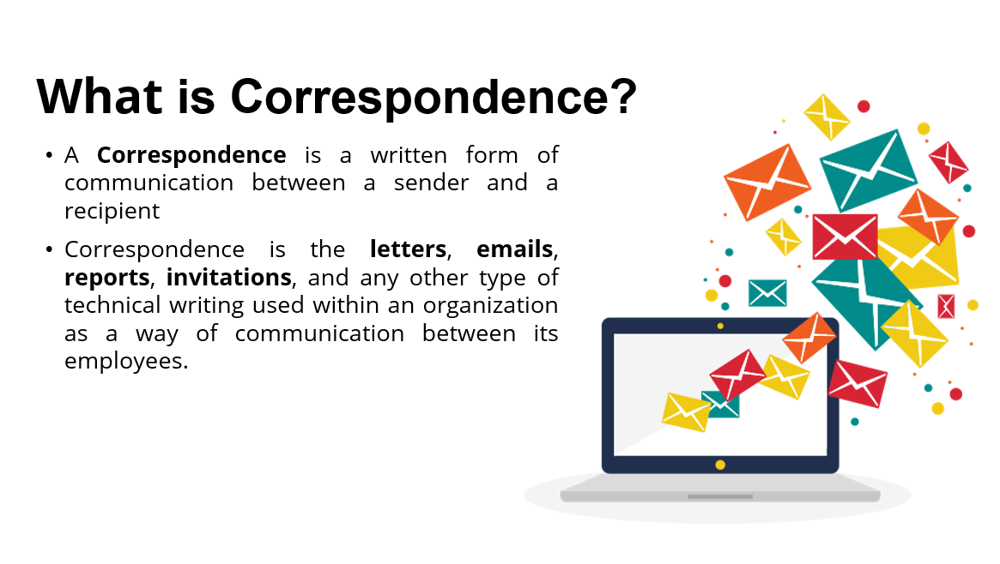 What is Correspondence?
• A Correspondence is a written form of
communication between a sender and a
recipient
• Correspondence is the letters, emails,
reports, invitations, and any other type of
technical writing used within an organization
as a way of communication between its
employees.